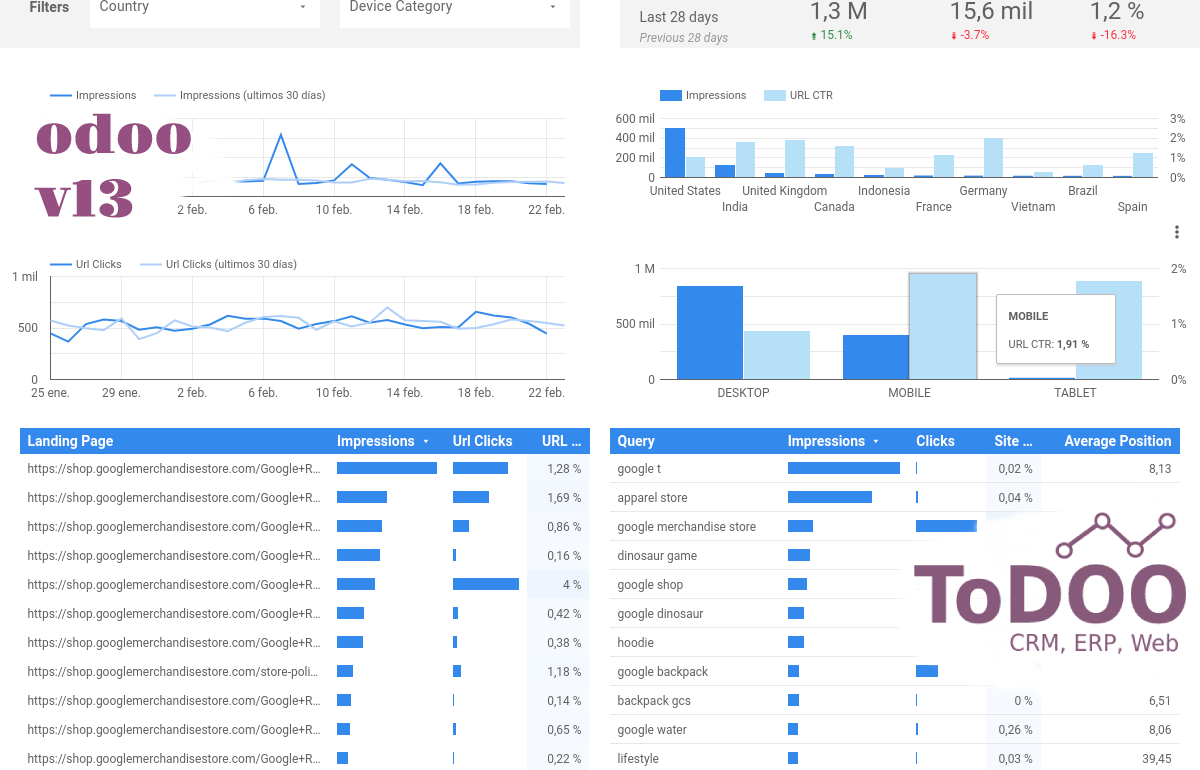 Filters
Country
Device Category
Last 28 days
Previous 28 days
1,3 M
15.1%
15,6 mil
-3.7%
1,2 %
-16.3%
Impressions
Impressions (ultimos 30 días)
odoo
v13
2 feb. 6 feb. 10 feb. 14 feb. 18 feb. 22 feb.
Impressions
URL CTR
600 mil
400 mil
200 mil
0
3%
2%
1%
0%
United States
India
United Kingdom
Canada
Indonesia
France
Germany
Vietnam
Brazil
Spain
Url Clicks
Url Clicks (ultimos 30 días)
1 mil
500
0
25 ene. 29 ene. 2 feb. 6 feb. 10 feb. 14 feb. 18 feb. 22 feb.
1 M
500 mil
0
2%
1%
0%
MOBILE
URL CTR: 1,91 %
DESKTOP MOBILE TABLET
Landing Page Impressions Url Clicks URL ...
https://shop.googlemerchandisestore.com/Google+R... 1,28 %
https://shop.googlemerchandisestore.com/Google+R... 1,69 %
https://shop.googlemerchandisestore.com/Google+R... 0,86 %
https://shop.googlemerchandisestore.com/Google+R... 0,16 %
https://shop.googlemerchandisestore.com/Google+R... 4 %
https://shop.googlemerchandisestore.com/Google+R... 0,42 %
https://shop.googlemerchandisestore.com/Google+R... 0,38 %
https://shop.googlemerchandisestore.com/store-poli... 1,18 %
https://shop.googlemerchandisestore.com/Google+R... 0,14 %
https://shop.googlemerchandisestore.com/Google+R... 0,65 %
https://shop.googlemerchandisestore.com/Google+R... 0,22 %
Query Impressions Clicks Site ... Average Position
google t 0,02 % 8,13
apparel store 0,04 %
google merchandise store
dinosaur game
google shop
google dinosaur
hoodie
google backpack
backpack gcs 0 % 6,51
google water 0,26 % 8,06
lifestyle 0,03 % 39,45
ToDOO
CRM, ERP, Web